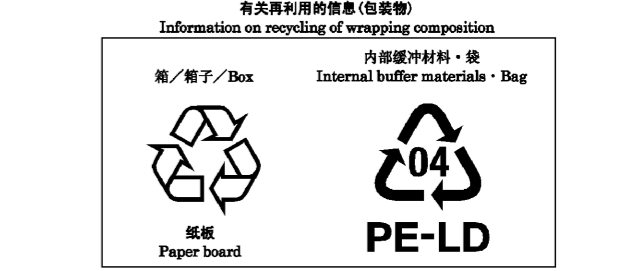 有关再利用的信息(包装物)
Information on recycling of wrapping composition
箱／箱子／Box
内部缓冲材料・袋
Internal buffer materials・Bag
04
纸板
Paper board
PE-LD